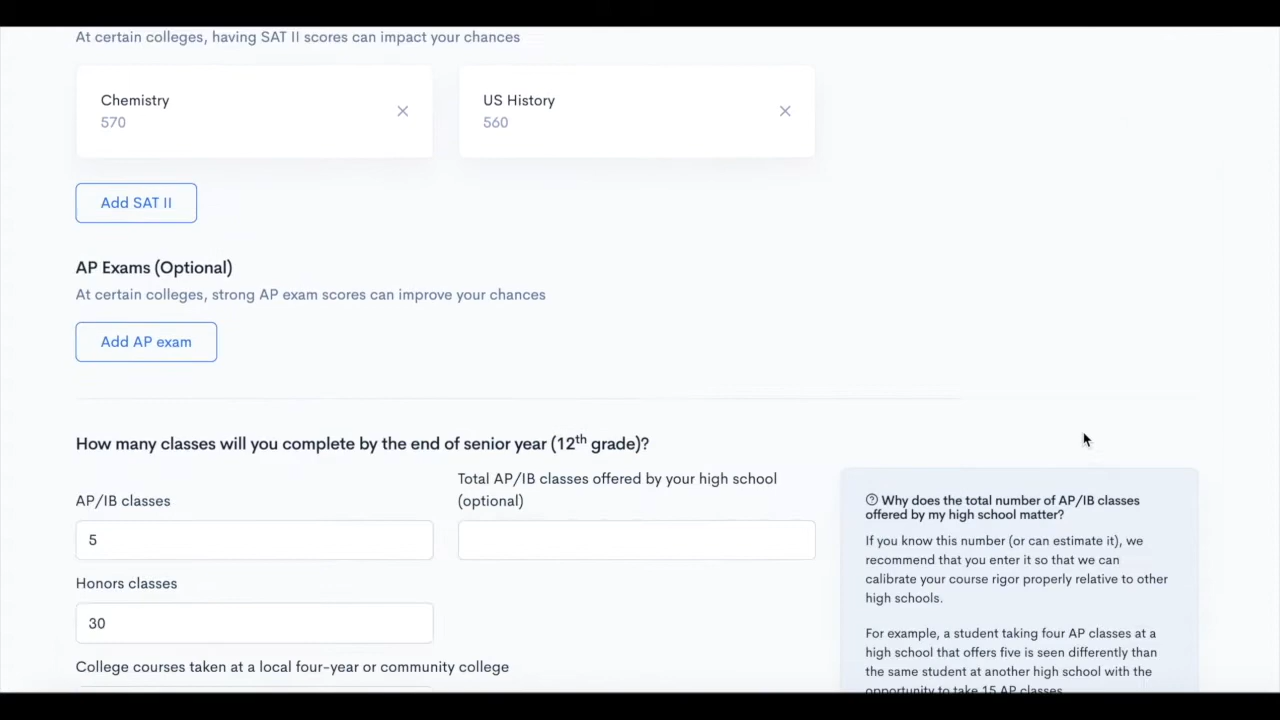 At certain colleges, having SAT II scores can impact your chances
Chemistry
570
US History
560
Add SAT II
AP Exams (Optional)
At certain colleges, strong AP exam scores can improve your chances
Add AP exam
How many classes will you complete by the end of senior year (12th grade)?
AP/IB classes
5
Total AP/IB classes offered by your high school
(optional)
Honors classes
30
College courses taken at a local four-year or community college
Why does the total number of AP/IB classes
offered by my high school matter?
If you know this number (or can estimate it), we
recommend that you enter it so that we can
calibrate your course rigor properly relative to other
high schools.
For example, a student taking four AP classes at a
high school that offers five is seen differently than
the same student at another high school with the
opportunity to take 15 AP classes.